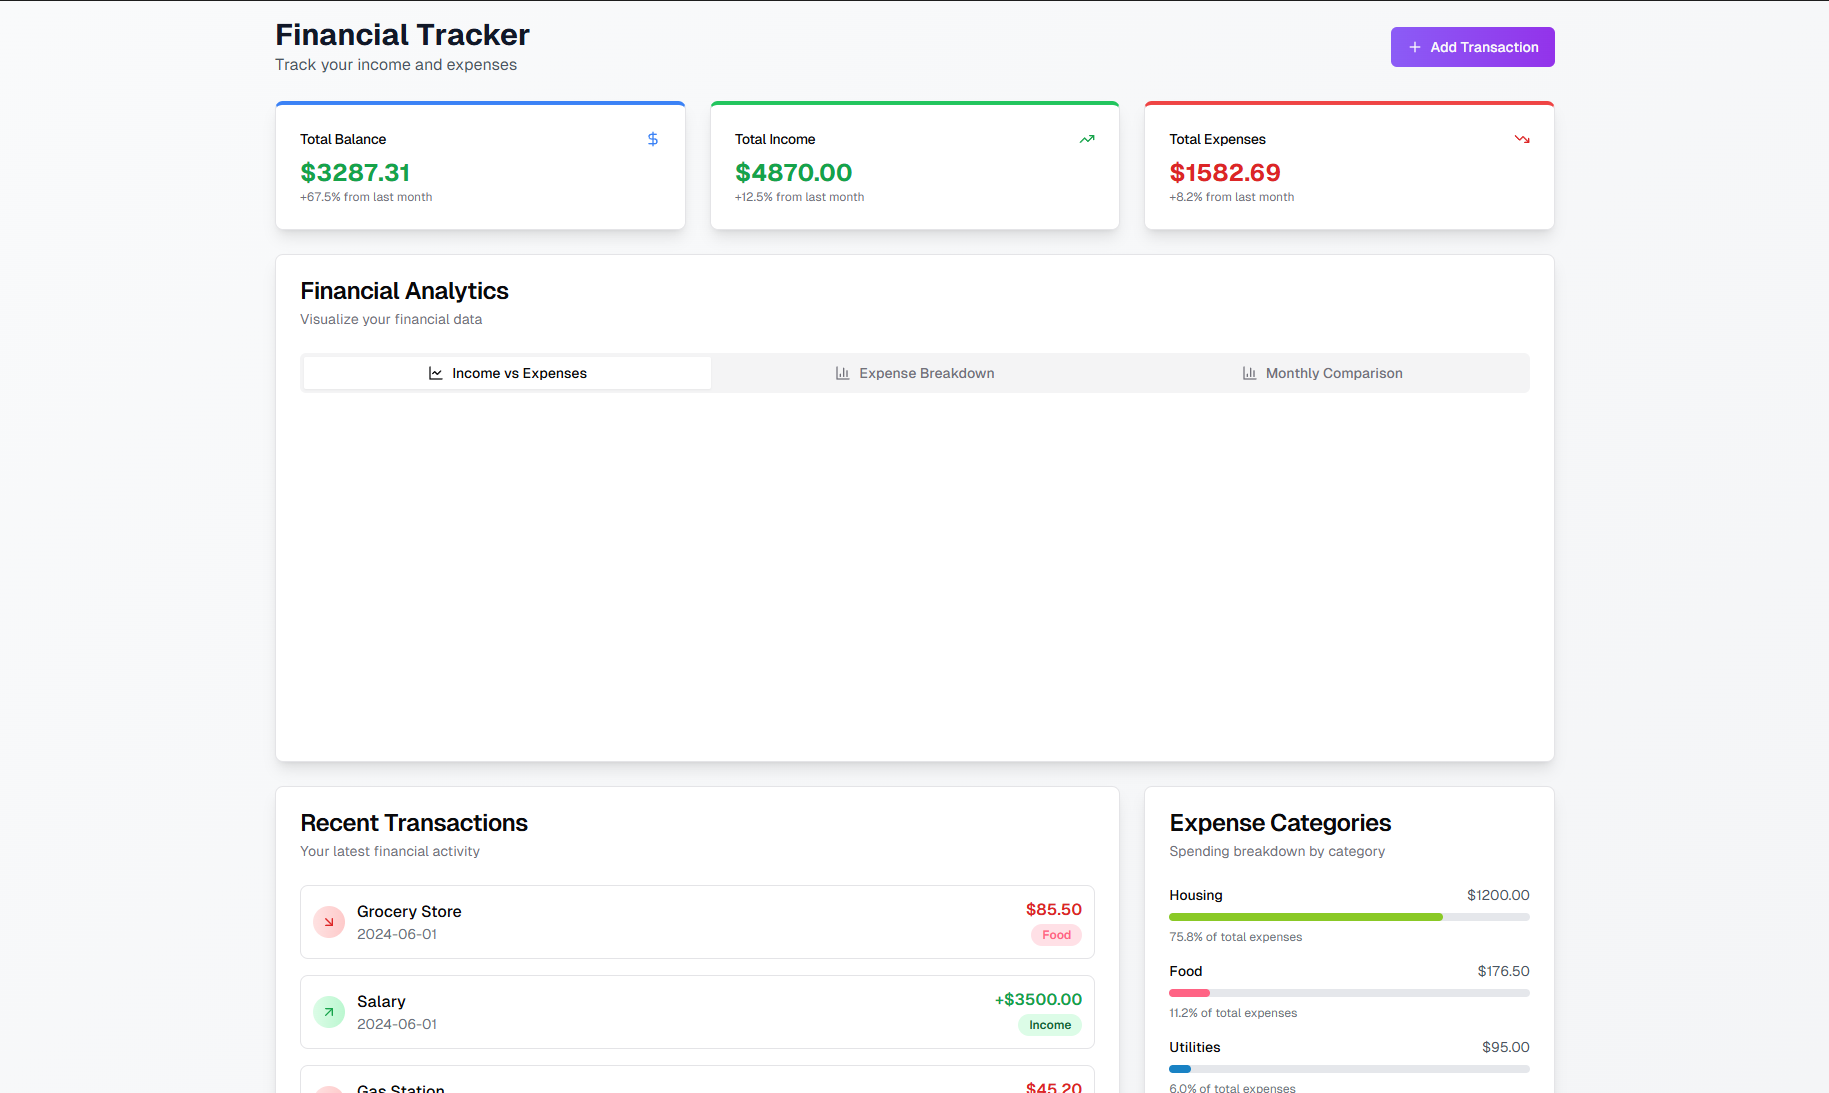 Financial Tracker
Track your income and expenses
Add Transaction
Total Balance
$
$3287.31
+67.5% from last month
Total Income
$4870.00
+12.5% from last month
Total Expenses
$1582.69
+8.2% from last month
Financial Analytics
Visualize your financial data
Income vs Expenses
Expense Breakdown
Monthly Comparison
Recent Transactions
Your latest financial activity
Grocery Store
2024-06-01
$85.50
Food
Salary
2024-06-01
+$3500.00
Income
Gas Station
$45.20
Expense Categories
Spending breakdown by category
Housing
$1200.00
75.8% of total expenses
Food
$176.50
11.2% of total expenses
Utilities
$95.00
6.0% of total expenses